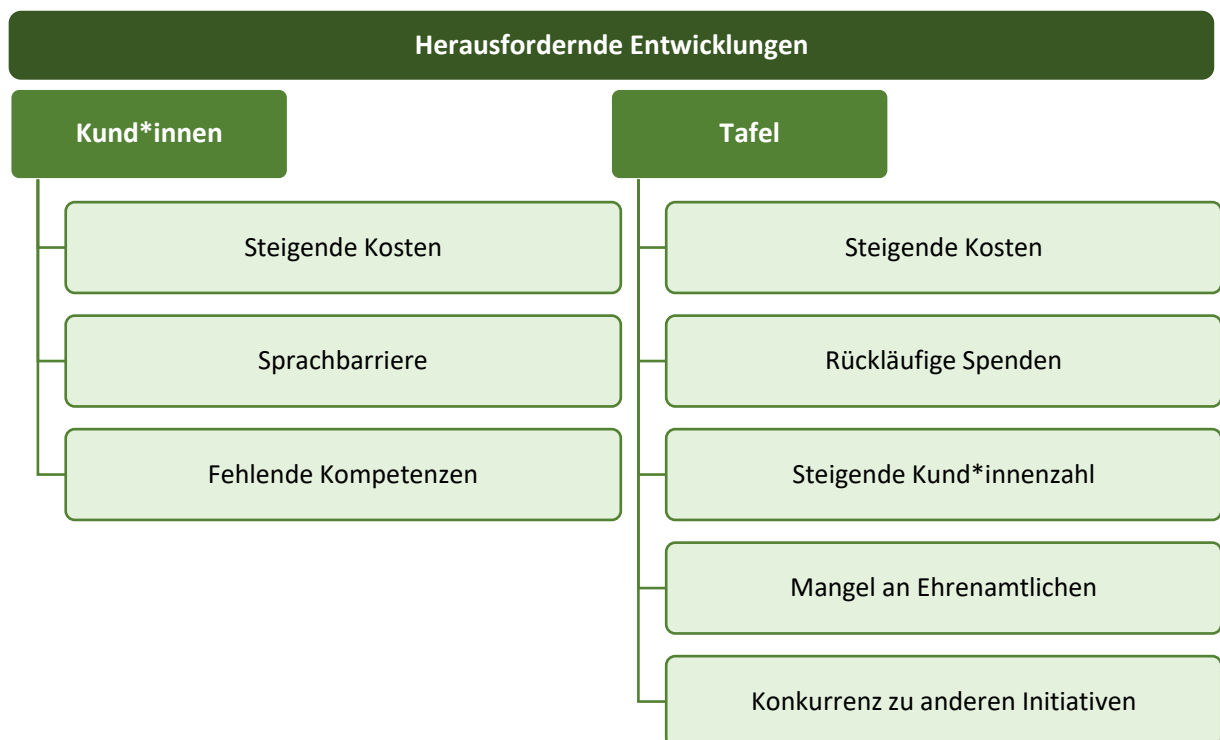 Herausfordernde Entwicklungen
Kund*innen
Steigende Kosten
Sprachbarriere
Fehlende Kompetenzen
Tafel
Steigende Kosten
Rückläufige Spenden
Steigende Kund*innenzahl
Mangel an Ehrenamtlichen
Konkurrenz zu anderen Initiativen